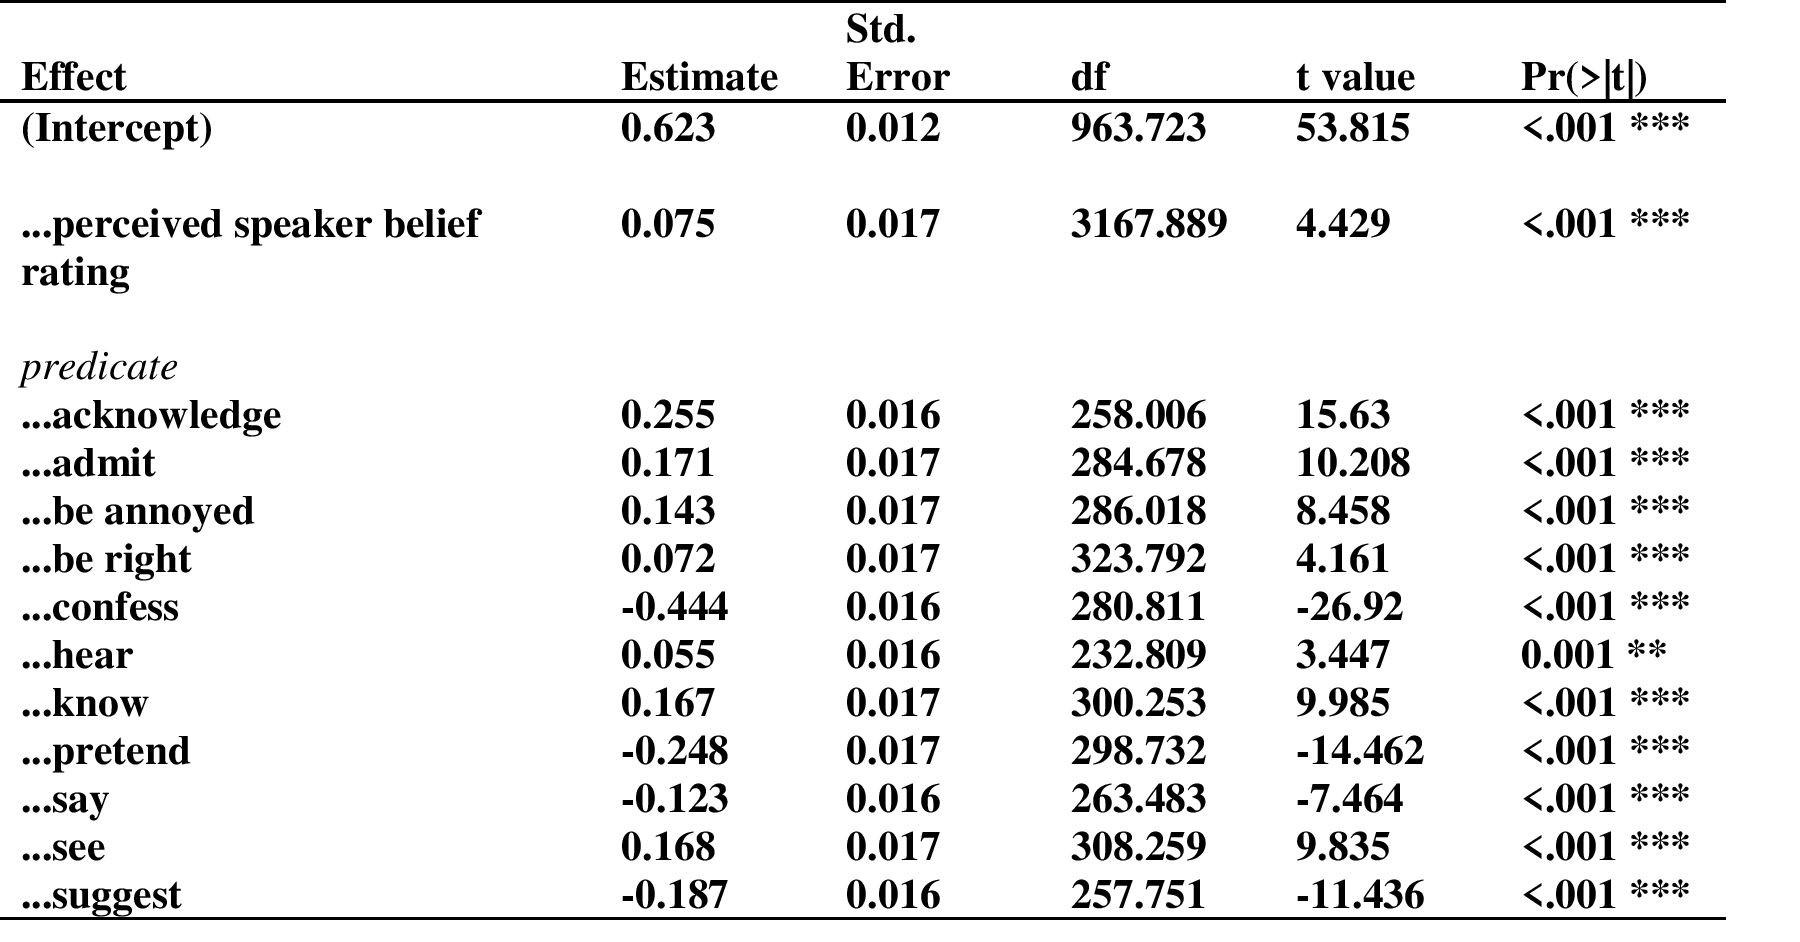 Std.
Effect Estimate Error df t value Pr(>|t|)
(Intercept) 0.623 0.012 963.723 53.815 <.001 ***
...perceived speaker belief 0.075 0.017 3167.889 4.429 <.001 ***
rating
predicate
...acknowledge 0.255 0.016 258.006 15.63 <.001 ***
...admit 0.171 0.017 284.678 10.208 <.001 ***
...be annoyed 0.143 0.017 286.018 8.458 <.001 ***
...be right 0.072 0.017 323.792 4.161 <.001 ***
...confess -0.444 0.016 280.811 -26.92 <.001 ***
...hear 0.055 0.016 232.809 3.447 0.001 **
...know 0.167 0.017 300.253 9.985 <.001 ***
...pretend -0.248 0.017 298.732 -14.462 <.001 ***
...say -0.123 0.016 263.483 -7.464 <.001 ***
...see 0.168 0.017 308.259 9.835 <.001 ***
...suggest -0.187 0.016 257.751 -11.436 <.001 ***